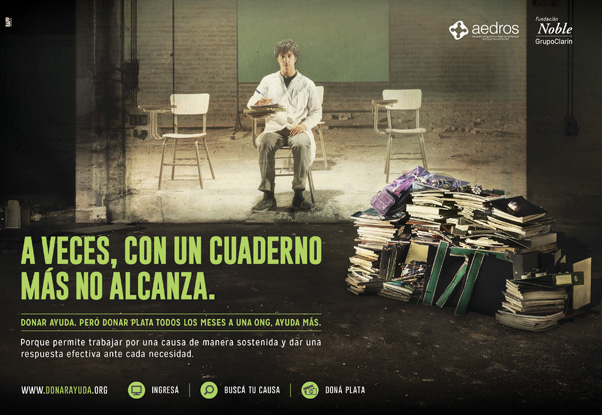 aedros
Fundación
Noble
GrupoClarín
A VECES, CON UN CUADERNO
MÁS NO ALCANZA.
DONAR AYUDA. PERO DONAR PLATA TODOS LOS MESES A UNA ONG, AYUDA MÁS.
Porque permite trabajar por una causa de manera sostenida y dar una
respuesta efectiva ante cada necesidad.
WWW.DONARAYUDA.ORG INGRESÁ BUSCÁ TU CAUSA DONÁ PLATA